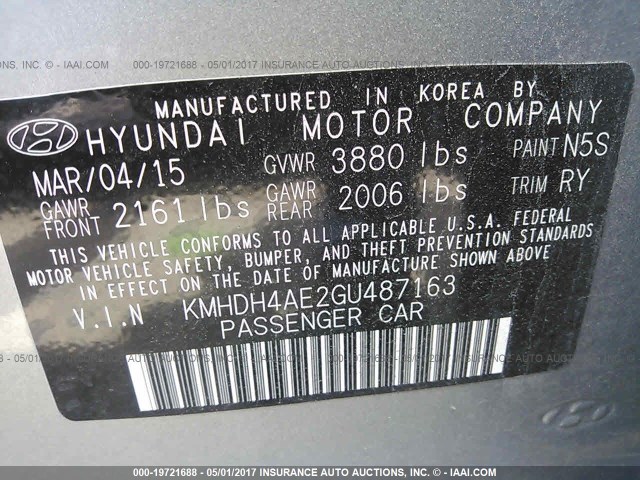 000-19721688 - 05/01/2017 INSURANCE AUTO AUCTIONS, INC. - © IAAI.COM
MANUFACTURED IN KOREA BY
HYUNDAI MOTOR COMPANY
MAR/04/15 GVWR 3880 lbs PAINT N5S
GAWR FRONT 2161 lbs GAWR REAR 2006 lbs TRIM RY
THIS VEHICLE CONFORMS TO ALL APPLICABLE U.S.A. FEDERAL
MOTOR VEHICLE SAFETY, BUMPER, AND THEFT PREVENTION STANDARDS
IN EFFECT ON THE DATE OF MANUFACTURE SHOWN ABOVE.
V.I.N KMHDH4AE2GU487163
PASSENGER CAR
000-19721688 - 05/01/2017 INSURANCE AUTO AUCTIONS, INC. - © IAAI.COM